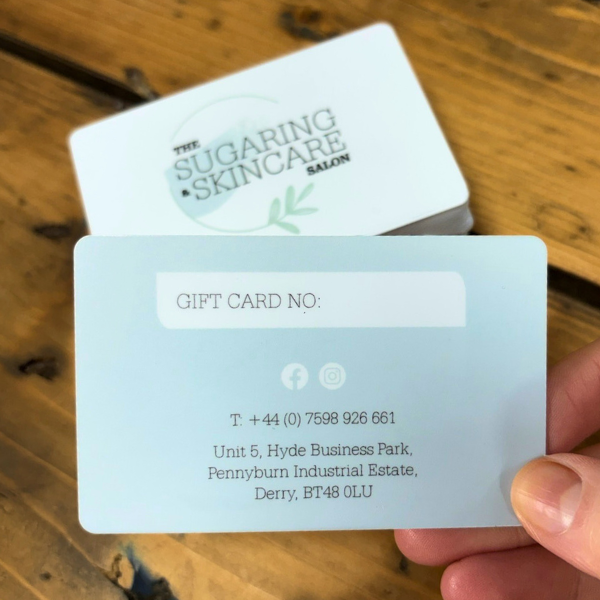 THE
SUGARING
& SKINCARE
SALON
GIFT CARD NO:
T: +44 (0) 7598 926 661
Unit 5, Hyde Business Park,
Pennyburn Industrial Estate,
Derry, BT48 0LU